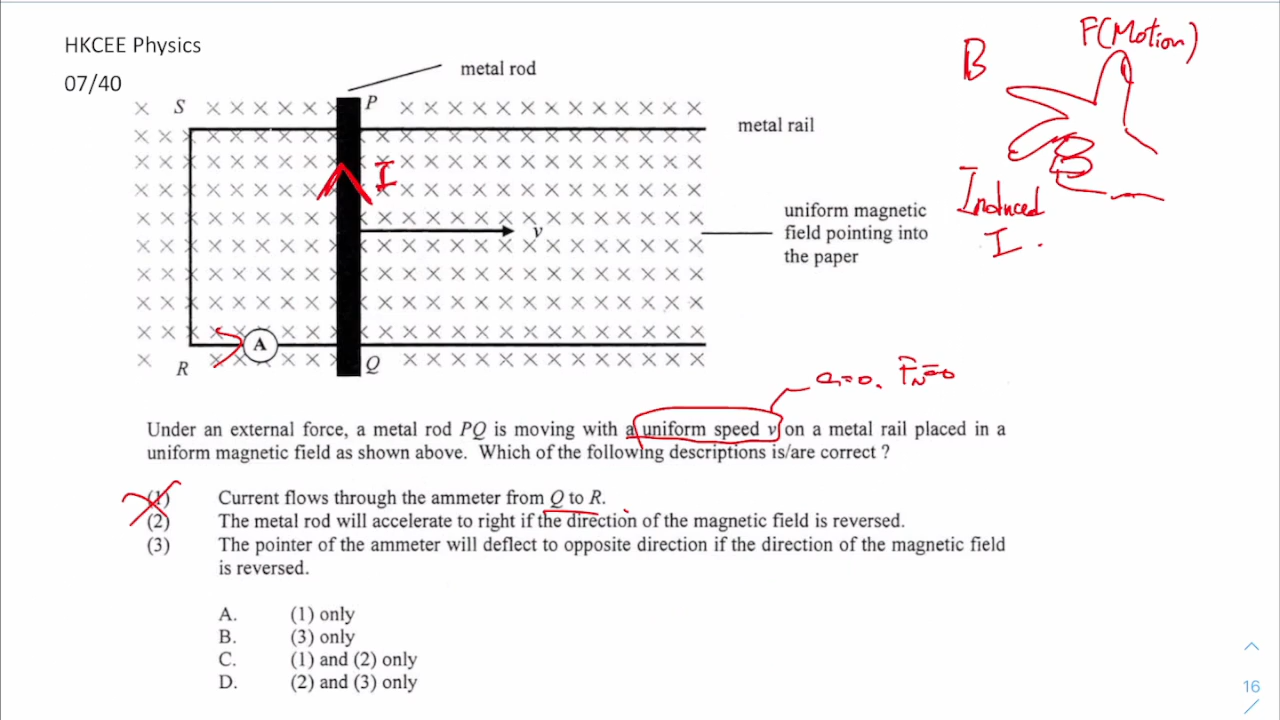 HKCEE Physics
07/40
metal rod
S
P
metal rail
I
uniform magnetic
field pointing into
the paper
v
A
R
Q
B
F(Motion)
Induced
I
a=0, F_N=0
Under an external force, a metal rod PQ is moving with a uniform speed v on a metal rail placed in a
uniform magnetic field as shown above. Which of the following descriptions is/are correct ?
(1) Current flows through the ammeter from Q to R.
(2) The metal rod will accelerate to right if the direction of the magnetic field is reversed.
(3) The pointer of the ammeter will deflect to opposite direction if the direction of the magnetic field
is reversed.
A. (1) only
B. (3) only
C. (1) and (2) only
D. (2) and (3) only
16